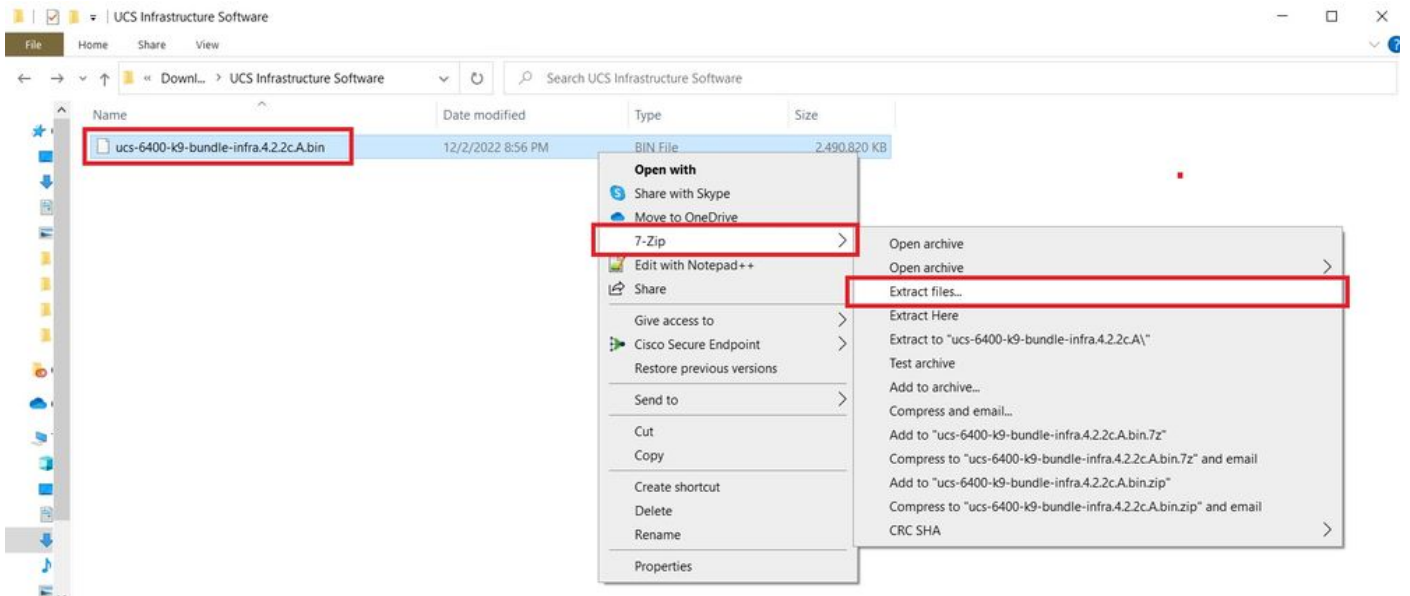 UCS Infrastructure Software
File Home Share View
« Downl... > UCS Infrastructure Software Search UCS Infrastructure Software
Name Date modified Type Size
ucs-6400-k9-bundle-infra.4.2.2c.A.bin 12/2/2022 8:56 PM BIN File 2.490.820 KB
Open with
Share with Skype
Move to OneDrive
7-Zip
Edit with Notepad++
Share
Give access to
Cisco Secure Endpoint
Restore previous versions
Send to
Cut
Copy
Create shortcut
Delete
Rename
Properties
Open archive
Open archive
Extract files...
Extract Here
Extract to "ucs-6400-k9-bundle-infra.4.2.2c.A\"
Test archive
Add to archive...
Compress and email...
Add to "ucs-6400-k9-bundle-infra.4.2.2c.A.bin.7z"
Compress to "ucs-6400-k9-bundle-infra.4.2.2c.A.bin.7z" and email
Add to "ucs-6400-k9-bundle-infra.4.2.2c.A.bin.zip"
Compress to "ucs-6400-k9-bundle-infra.4.2.2c.A.bin.zip" and email
CRC SHA